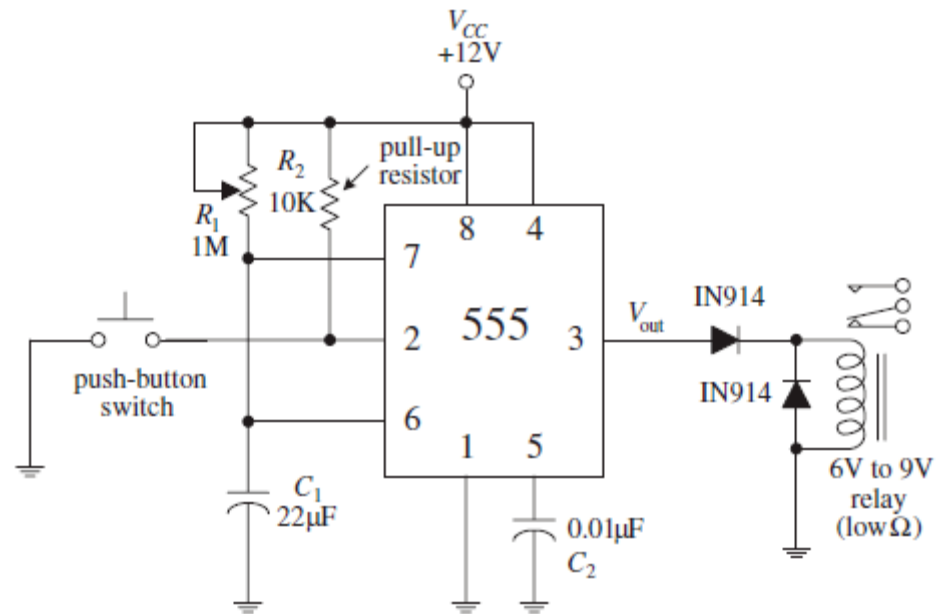 VCC
+12V
pull-up
resistor
R2
10K
R1
1M
8
4
7
555
2
3
6
1
5
Vout
IN914
IN914
push-button
switch
C1
22μF
0.01μF
C2
6V to 9V
relay
(low Ω)